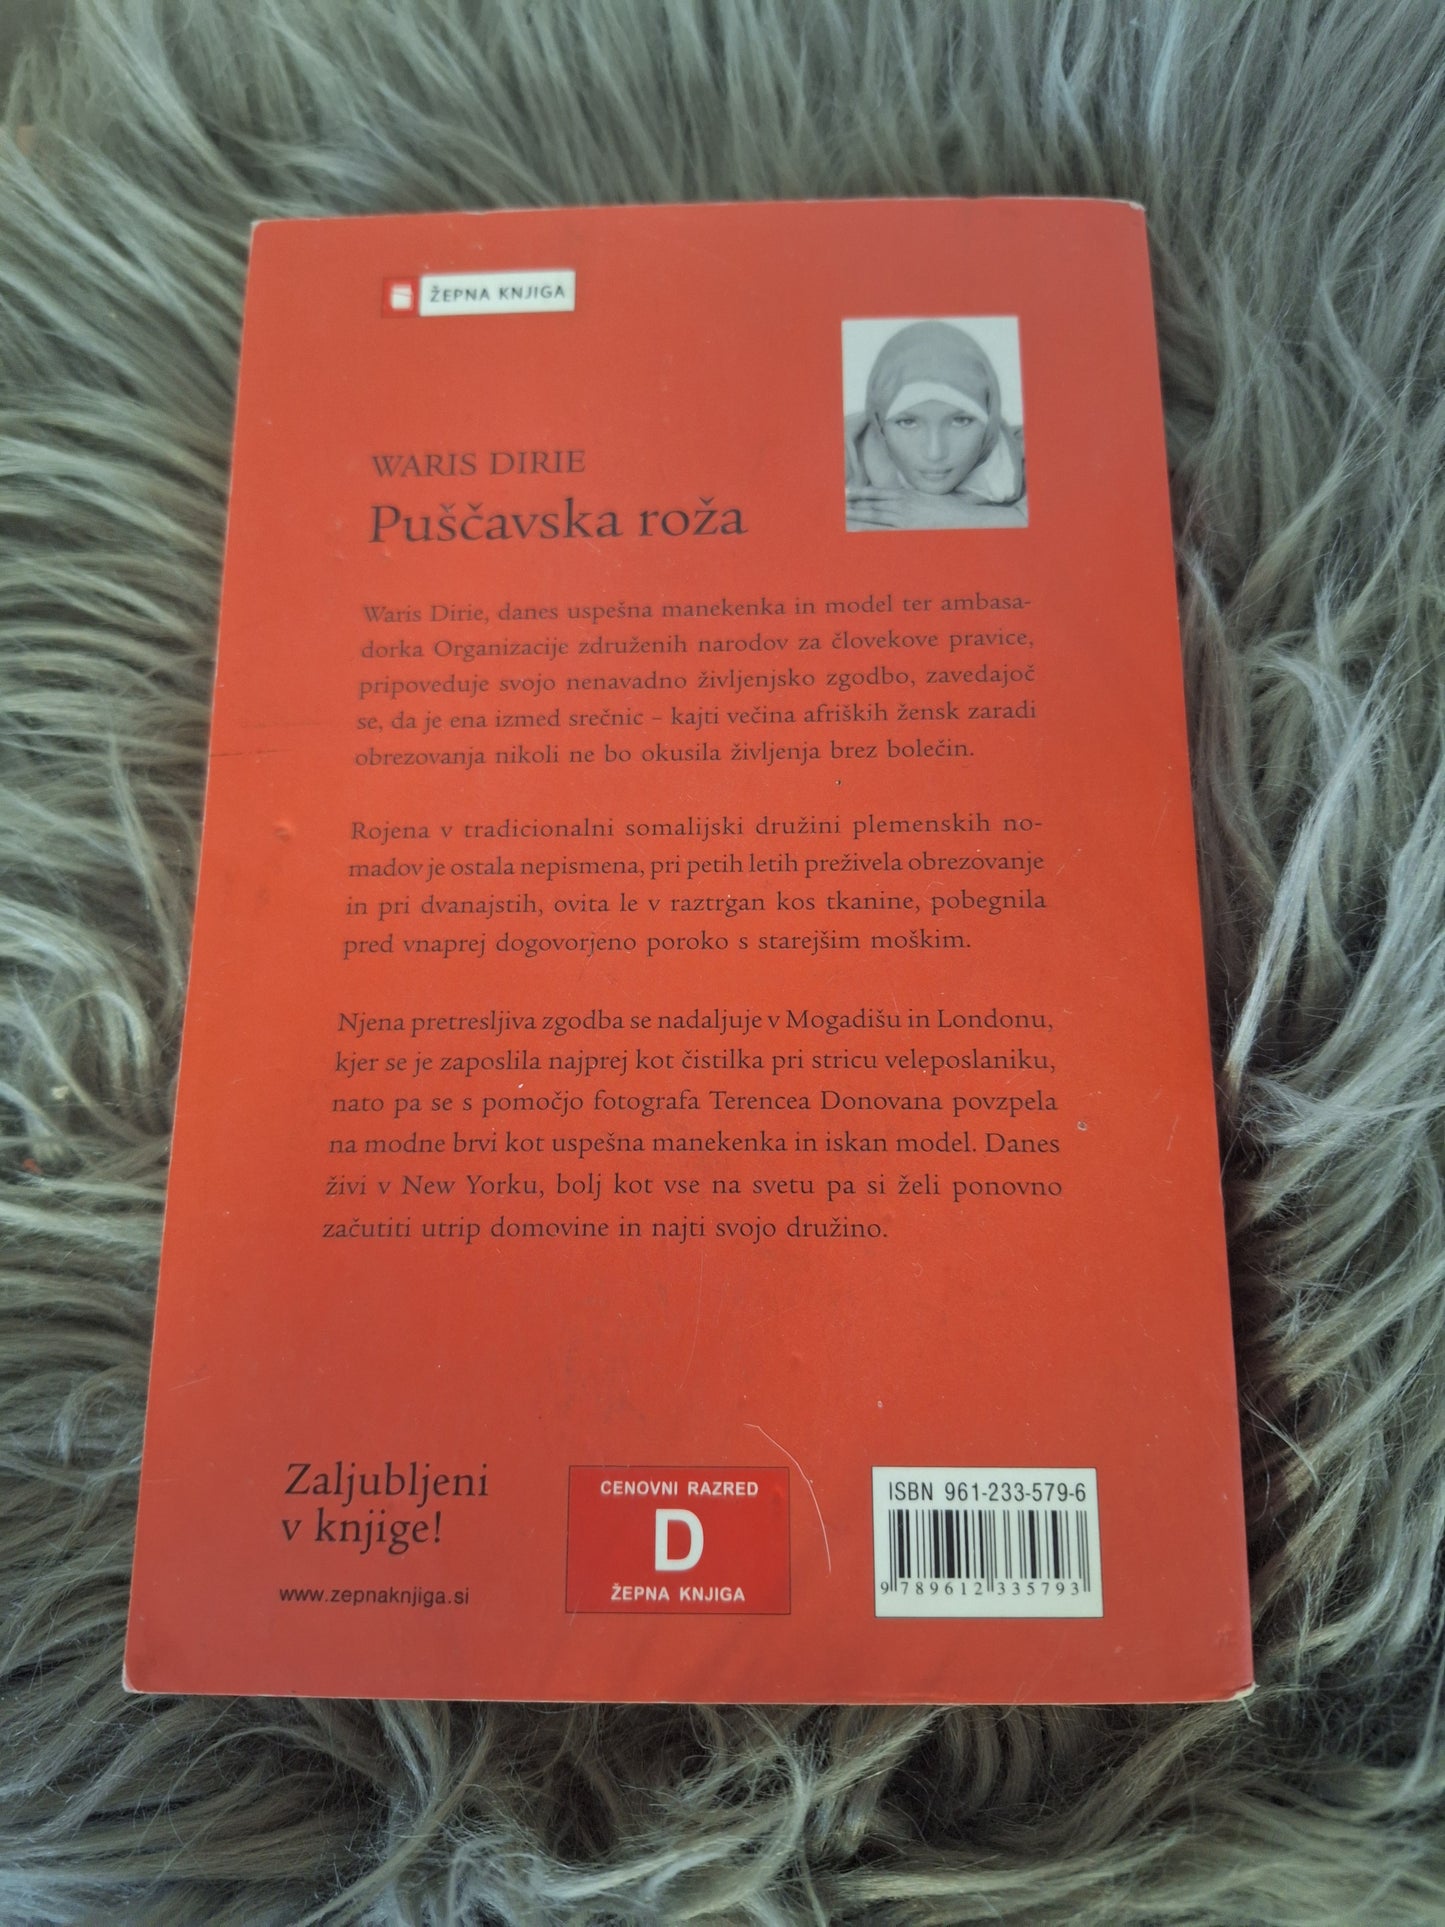 ŽEPNA KNJIGA
WARIS DIRIE
Puščavska roža
Waris Dirie, danes uspešna manekenka in model ter ambasa-
dorka Organizacije združenih narodov za človekove pravice,
pripoveduje svojo nenavadno življenjsko zgodbo, zavedajoč
se, da je ena izmed srečnic – kajti večina afriških žensk zaradi
obrezovanja nikoli ne bo okusila življenja brez bolečin.
Rojena v tradicionalni somalijski družini plemenskih no-
madov je ostala nepismena, pri petih letih preživela obrezovanje
in pri dvanajstih, ovita le v raztrgan kos tkanine, pobegnila
pred vnaprej dogovorjeno poroko s starejšim moškim.
Njena pretresljiva zgodba se nadaljuje v Mogadišu in Londonu,
kjer se je zaposlila najprej kot čistilka pri stricu veleposlaniku,
nato pa se s pomočjo fotografa Terencea Donovana povzpela
na modne brvi kot uspešna manekenka in iskan model. Danes
živi v New Yorku, bolj kot vse na svetu pa si želi ponovno
začutiti utrip domovine in najti svojo družino.
Zaljubljeni
v knjige!
www.zepnaknjiga.si
CENOVNI RAZRED
D
ŽEPNA KNJIGA
ISBN 961-233-579-6
9 789612 335793